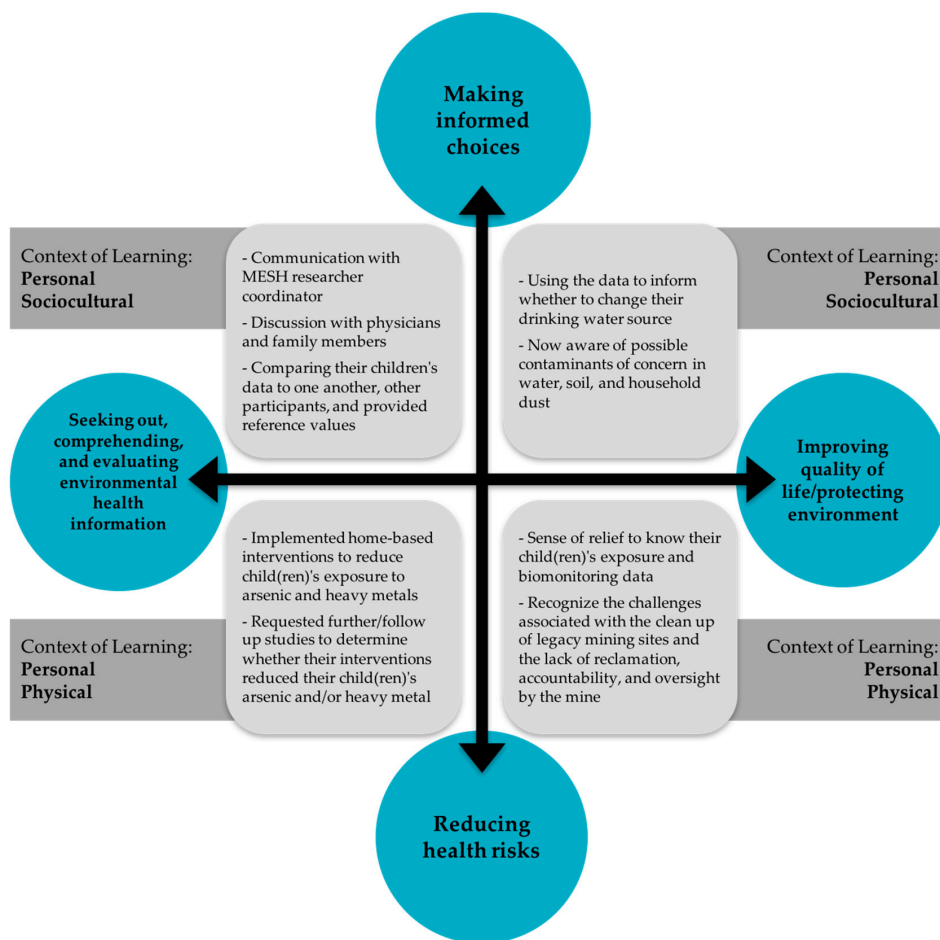 Making
informed
choices
Context of Learning:
Personal
Sociocultural
- Communication with
MESH researcher
coordinator
- Discussion with physicians
and family members
- Comparing their children's
data to one another, other
participants, and provided
reference values
- Using the data to inform
whether to change their
drinking water source
- Now aware of possible
contaminants of concern in
water, soil, and household
dust
Context of Learning:
Personal
Sociocultural
Seeking out,
comprehending,
and evaluating
environmental
health
information
Improving
quality of
life/protecting
environment
Context of Learning:
Personal
Physical
- Implemented home-based
interventions to reduce
child(ren)'s exposure to
arsenic and heavy metals
- Requested further/follow
up studies to determine
whether their interventions
reduced their child(ren)'s
arsenic and/or heavy metal
- Sense of relief to know their
child(ren)'s exposure and
biomonitoring data
- Recognize the challenges
associated with the clean up
of legacy mining sites and
the lack of reclamation,
accountability, and oversight
by the mine
Context of Learning:
Personal
Physical
Reducing
health risks